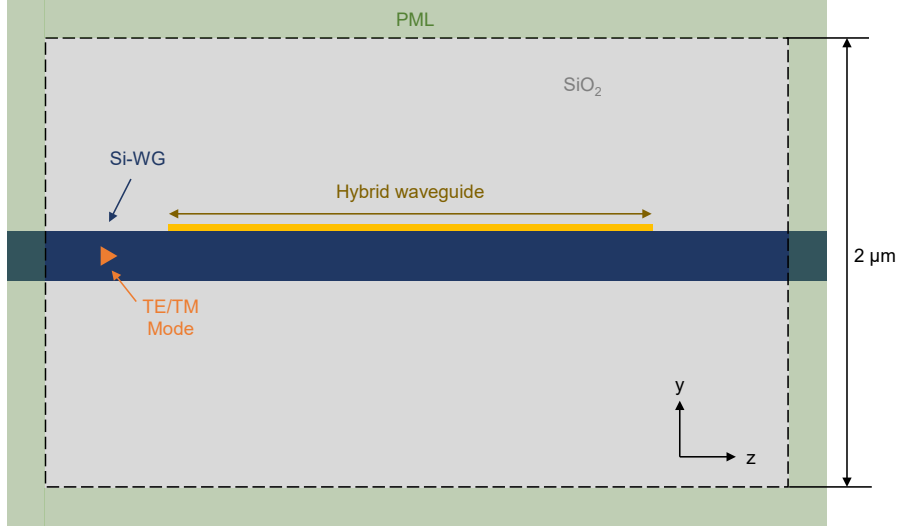 PML
SiO₂
Si-WG
Hybrid waveguide
2 µm
TE/TM
Mode
y
z